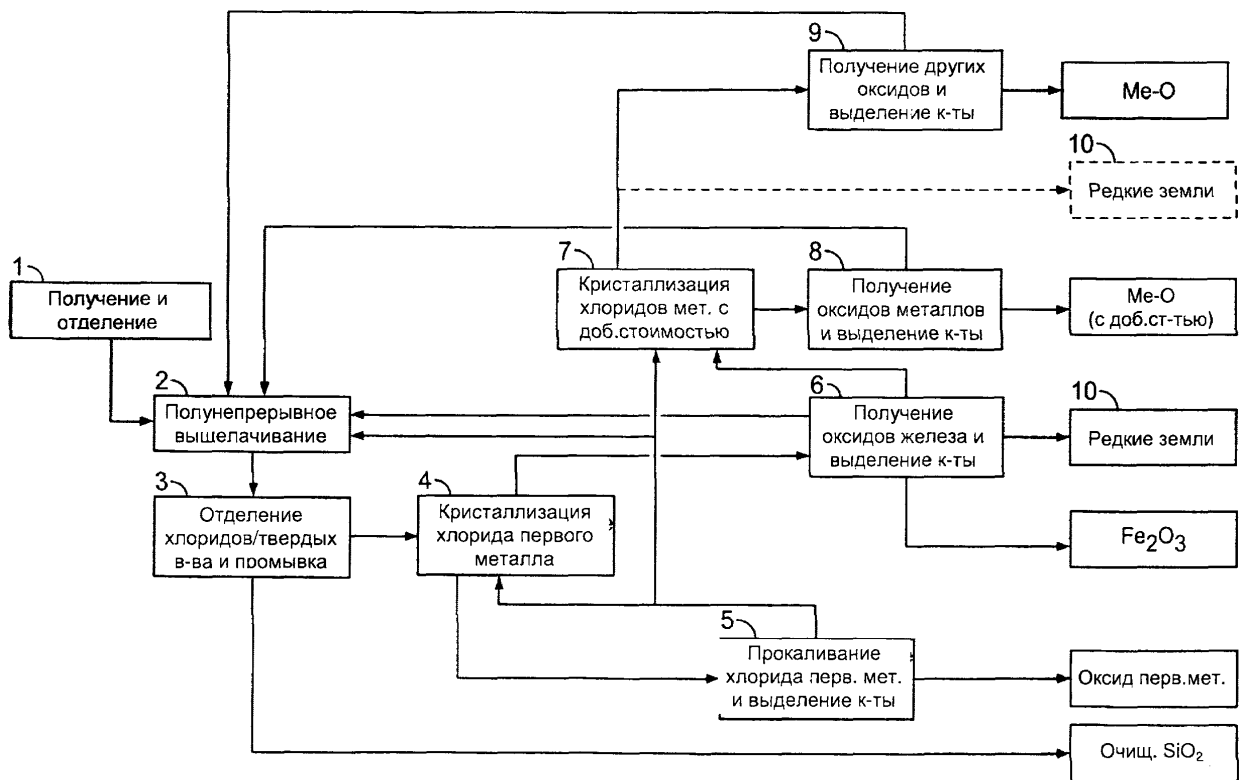 9
Получение других
оксидов и
выделение к-ты
Me-O
10
Редкие земли
1
Получение и
отделение
7
Кристаллизация
хлоридов мет. с
доб.стоимостью
8
Получение
оксидов металлов
и выделение к-ты
Me-O
(с доб.ст-тью)
2
Полунепрерывное
вышелачивание
6
Получение
оксидов железа и
выделение к-ты
10
Редкие земли
3
Отделение
хлоридов/твердых
в-ва и промывка
4
Кристаллизация
хлорида первого
металла
Fe₂O₃
5
Прокаливание
хлорида перв. мет.
и выделение к-ты
Оксид перв.мет.
Очищ. SiO₂